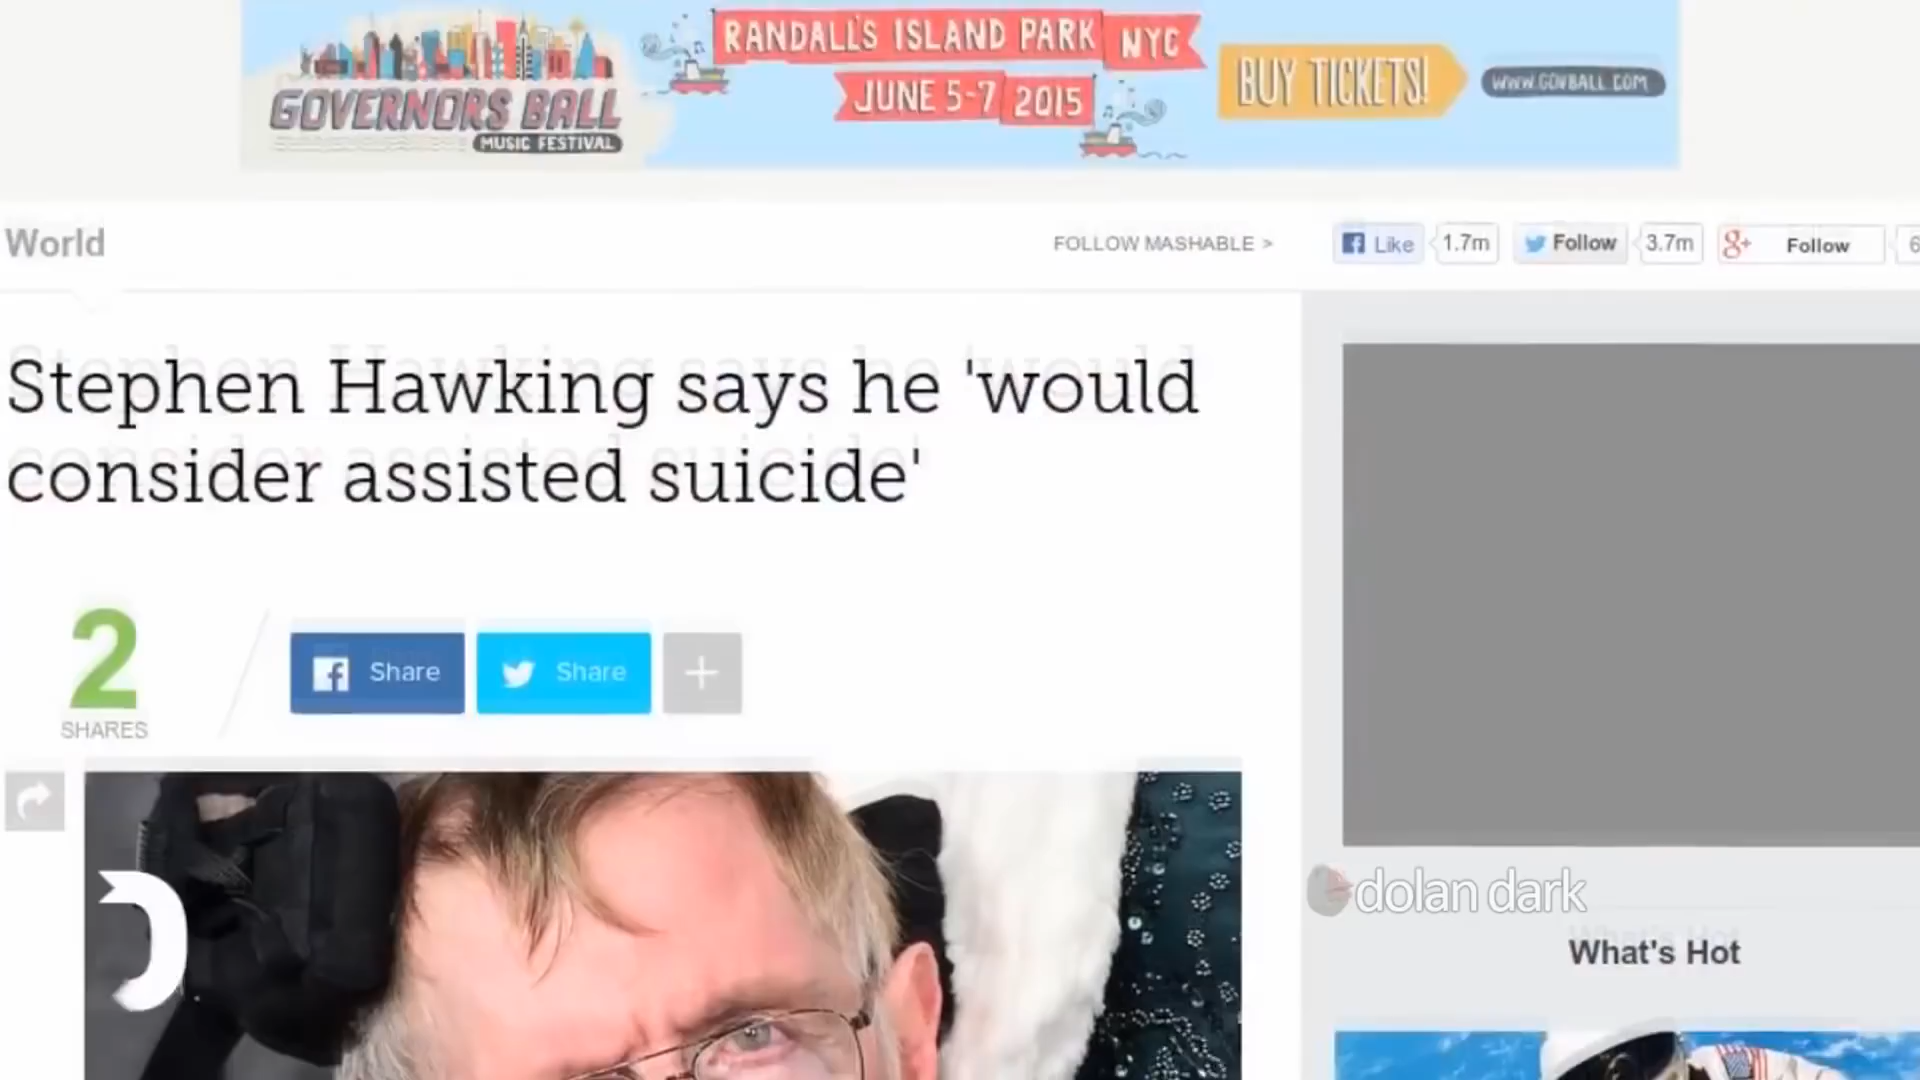 GOVERNORS BALL
MUSIC FESTIVAL
RANDALL'S ISLAND PARK NYC
JUNE 5-7 2015
BUY TICKETS!
WWW.GOVBALL.COM
World
FOLLOW MASHABLE >
Like 1.7m
Follow 3.7m
g+ Follow 6
Stephen Hawking says he 'would
consider assisted suicide'
2
SHARES
Share
Share
+
dolan dark
What's Hot